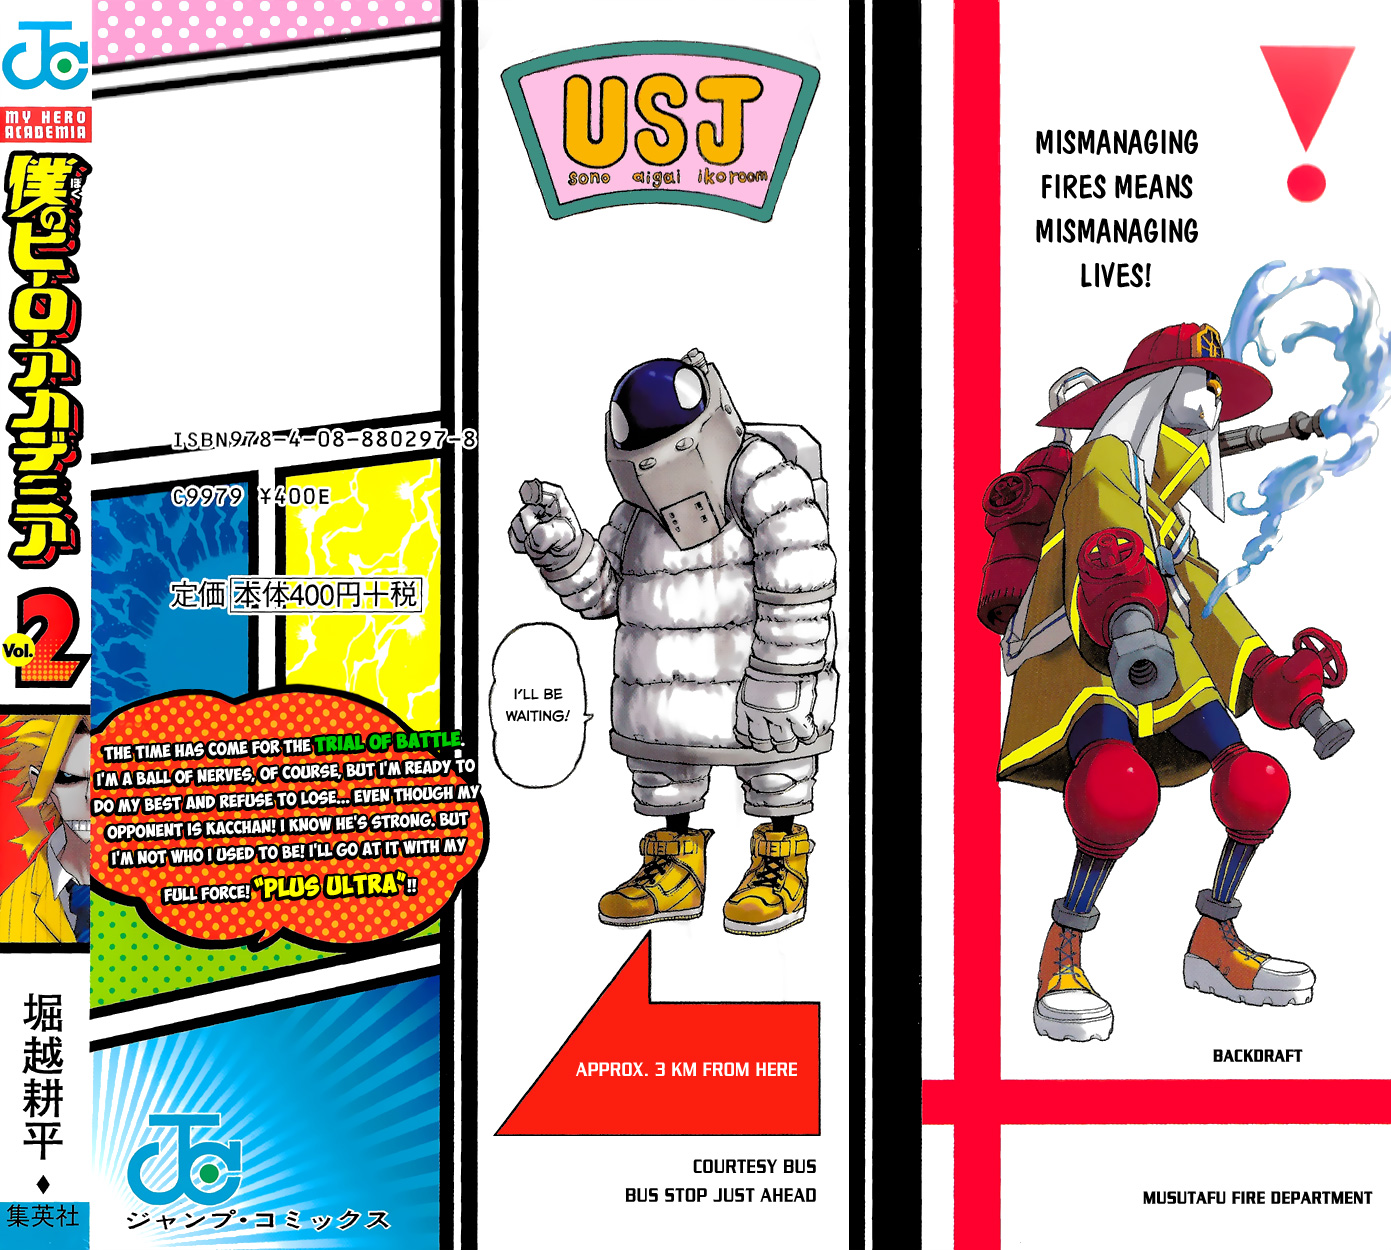 JC
MY HERO
ACADEMIA
僕のヒーローアカデミア
ぼく
Vol.2
堀越耕平
集英社
ISBN978-4-08-880297-8
C9979 ¥400E
定価 本体400円+税
THE TIME HAS COME FOR THE TRIAL OF BATTLE.
I'M A BALL OF NERVES, OF COURSE, BUT I'M READY TO
DO MY BEST AND REFUSE TO LOSE... EVEN THOUGH MY
OPPONENT IS KACCHAN! I KNOW HE'S STRONG. BUT
I'M NOT WHO I USED TO BE! I'LL GO AT IT WITH MY
FULL FORCE! "PLUS ULTRA"!!
JC
ジャンプ・コミックス
USJ
sono aigai ikoroom
I'LL BE
WAITING!
APPROX. 3 KM FROM HERE
COURTESY BUS
BUS STOP JUST AHEAD
!
MISMANAGING
FIRES MEANS
MISMANAGING
LIVES!
BACKDRAFT
MUSUTAFU FIRE DEPARTMENT